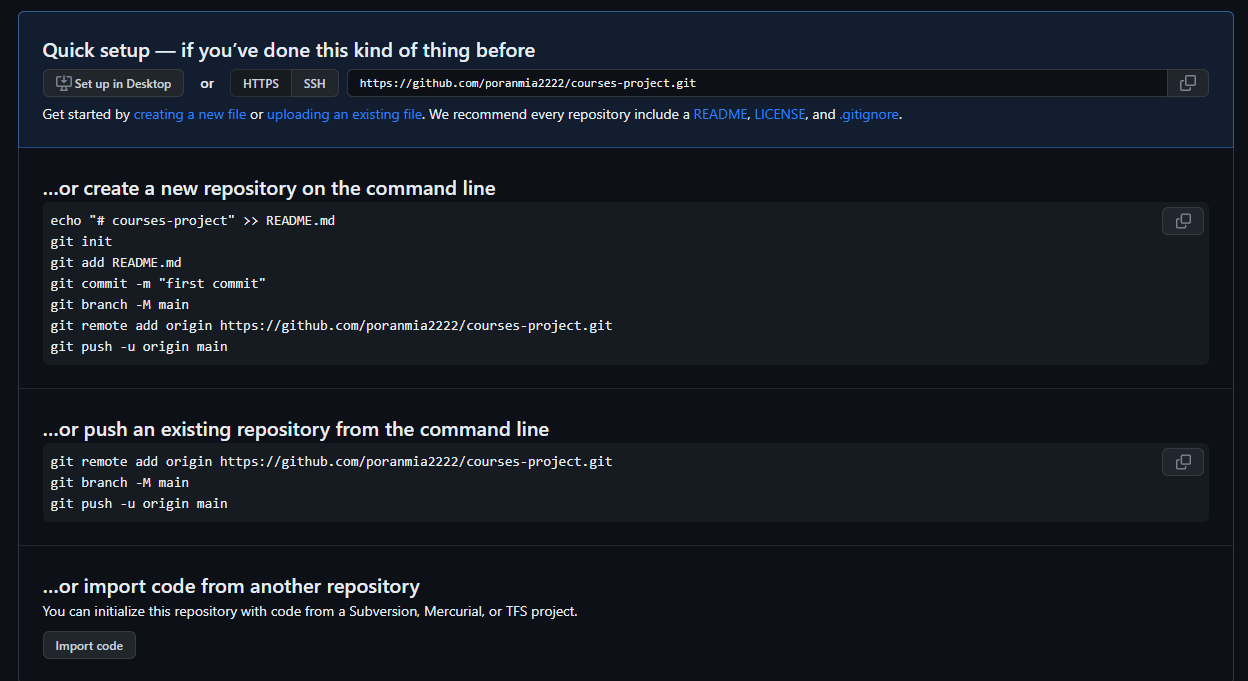 Quick setup — if you’ve done this kind of thing before
Set up in Desktop or HTTPS SSH https://github.com/poranmia2222/courses-project.git
Get started by creating a new file or uploading an existing file. We recommend every repository include a README, LICENSE, and .gitignore.
…or create a new repository on the command line
echo "# courses-project" >> README.md
git init
git add README.md
git commit -m "first commit"
git branch -M main
git remote add origin https://github.com/poranmia2222/courses-project.git
git push -u origin main
…or push an existing repository from the command line
git remote add origin https://github.com/poranmia2222/courses-project.git
git branch -M main
git push -u origin main
…or import code from another repository
You can initialize this repository with code from a Subversion, Mercurial, or TFS project.
Import code